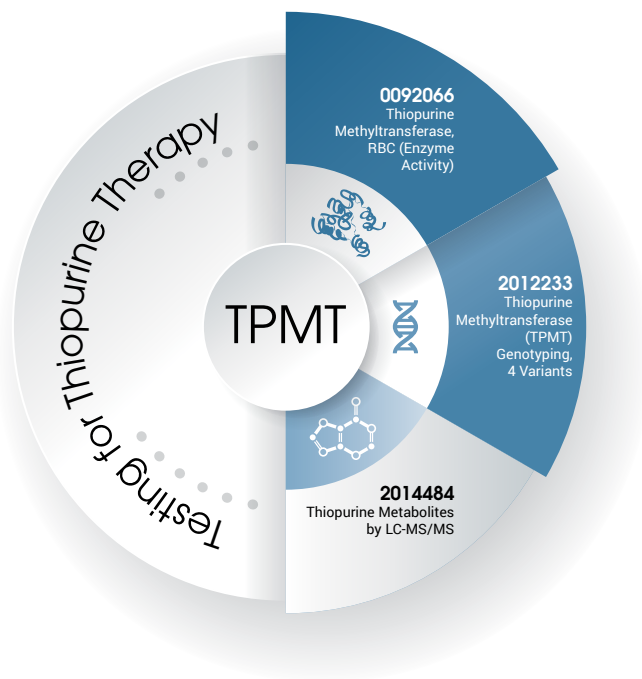 Testing for Thiopurine Therapy
TPMT
0092066
Thiopurine
Methyltransferase,
RBC (Enzyme
Activity)
2012233
Thiopurine
Methyltransferase
(TPMT)
Genotyping,
4 Variants
2014484
Thiopurine Metabolites
by LC-MS/MS